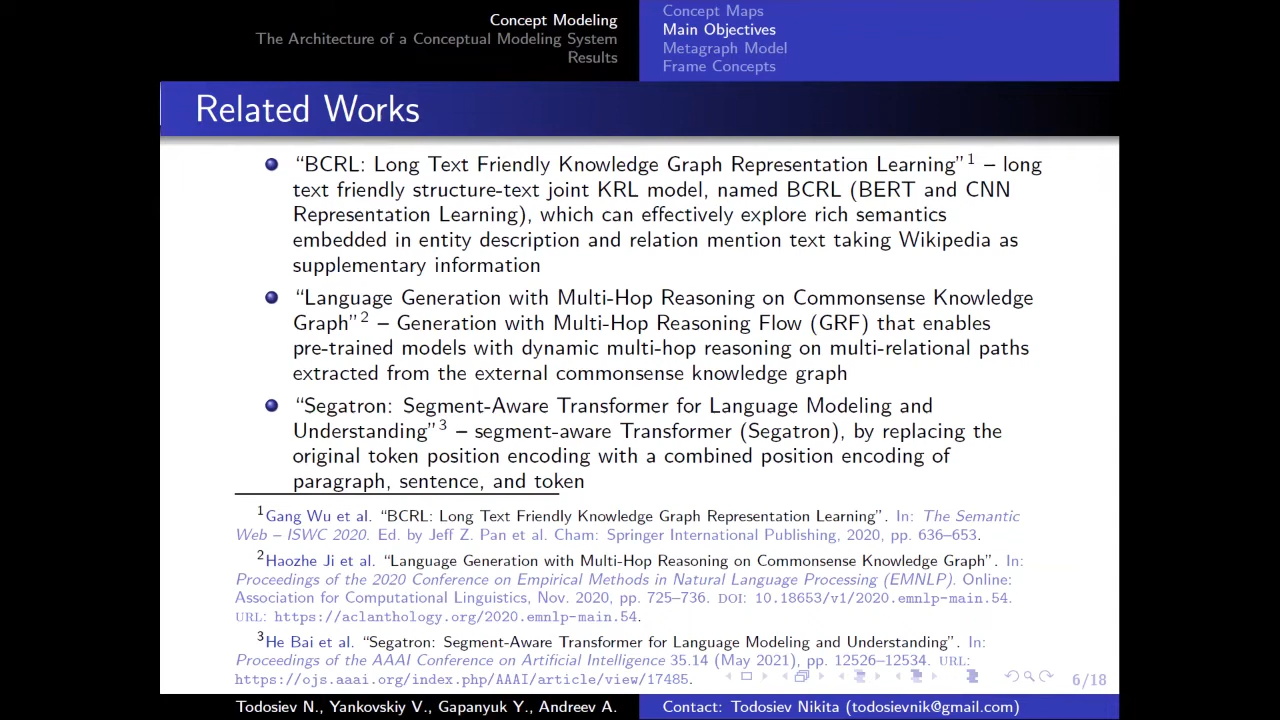 Concept Modeling
The Architecture of a Conceptual Modeling System
Results
Concept Maps
Main Objectives
Metagraph Model
Frame Concepts
Related Works
“BCRL: Long Text Friendly Knowledge Graph Representation Learning”1 – long
text friendly structure-text joint KRL model, named BCRL (BERT and CNN
Representation Learning), which can effectively explore rich semantics
embedded in entity description and relation mention text taking Wikipedia as
supplementary information
“Language Generation with Multi-Hop Reasoning on Commonsense Knowledge
Graph”2 – Generation with Multi-Hop Reasoning Flow (GRF) that enables
pre-trained models with dynamic multi-hop reasoning on multi-relational paths
extracted from the external commonsense knowledge graph
“Segatron: Segment-Aware Transformer for Language Modeling and
Understanding”3 – segment-aware Transformer (Segatron), by replacing the
original token position encoding with a combined position encoding of
paragraph, sentence, and token
1Gang Wu et al. “BCRL: Long Text Friendly Knowledge Graph Representation Learning”. In: The Semantic
Web – ISWC 2020. Ed. by Jeff Z. Pan et al. Cham: Springer International Publishing, 2020, pp. 636–653.
2Haozhe Ji et al. “Language Generation with Multi-Hop Reasoning on Commonsense Knowledge Graph”. In:
Proceedings of the 2020 Conference on Empirical Methods in Natural Language Processing (EMNLP). Online:
Association for Computational Linguistics, Nov. 2020, pp. 725–736. DOI: 10.18653/v1/2020.emnlp-main.54.
URL: https://aclanthology.org/2020.emnlp-main.54.
3He Bai et al. “Segatron: Segment-Aware Transformer for Language Modeling and Understanding”. In:
Proceedings of the AAAI Conference on Artificial Intelligence 35.14 (May 2021), pp. 12526–12534. URL:
https://ojs.aaai.org/index.php/AAAI/article/view/17485.
6/18
Todosiev N., Yankovskiy V., Gapanyuk Y., Andreev A.
Contact: Todosiev Nikita (todosievnik@gmail.com)